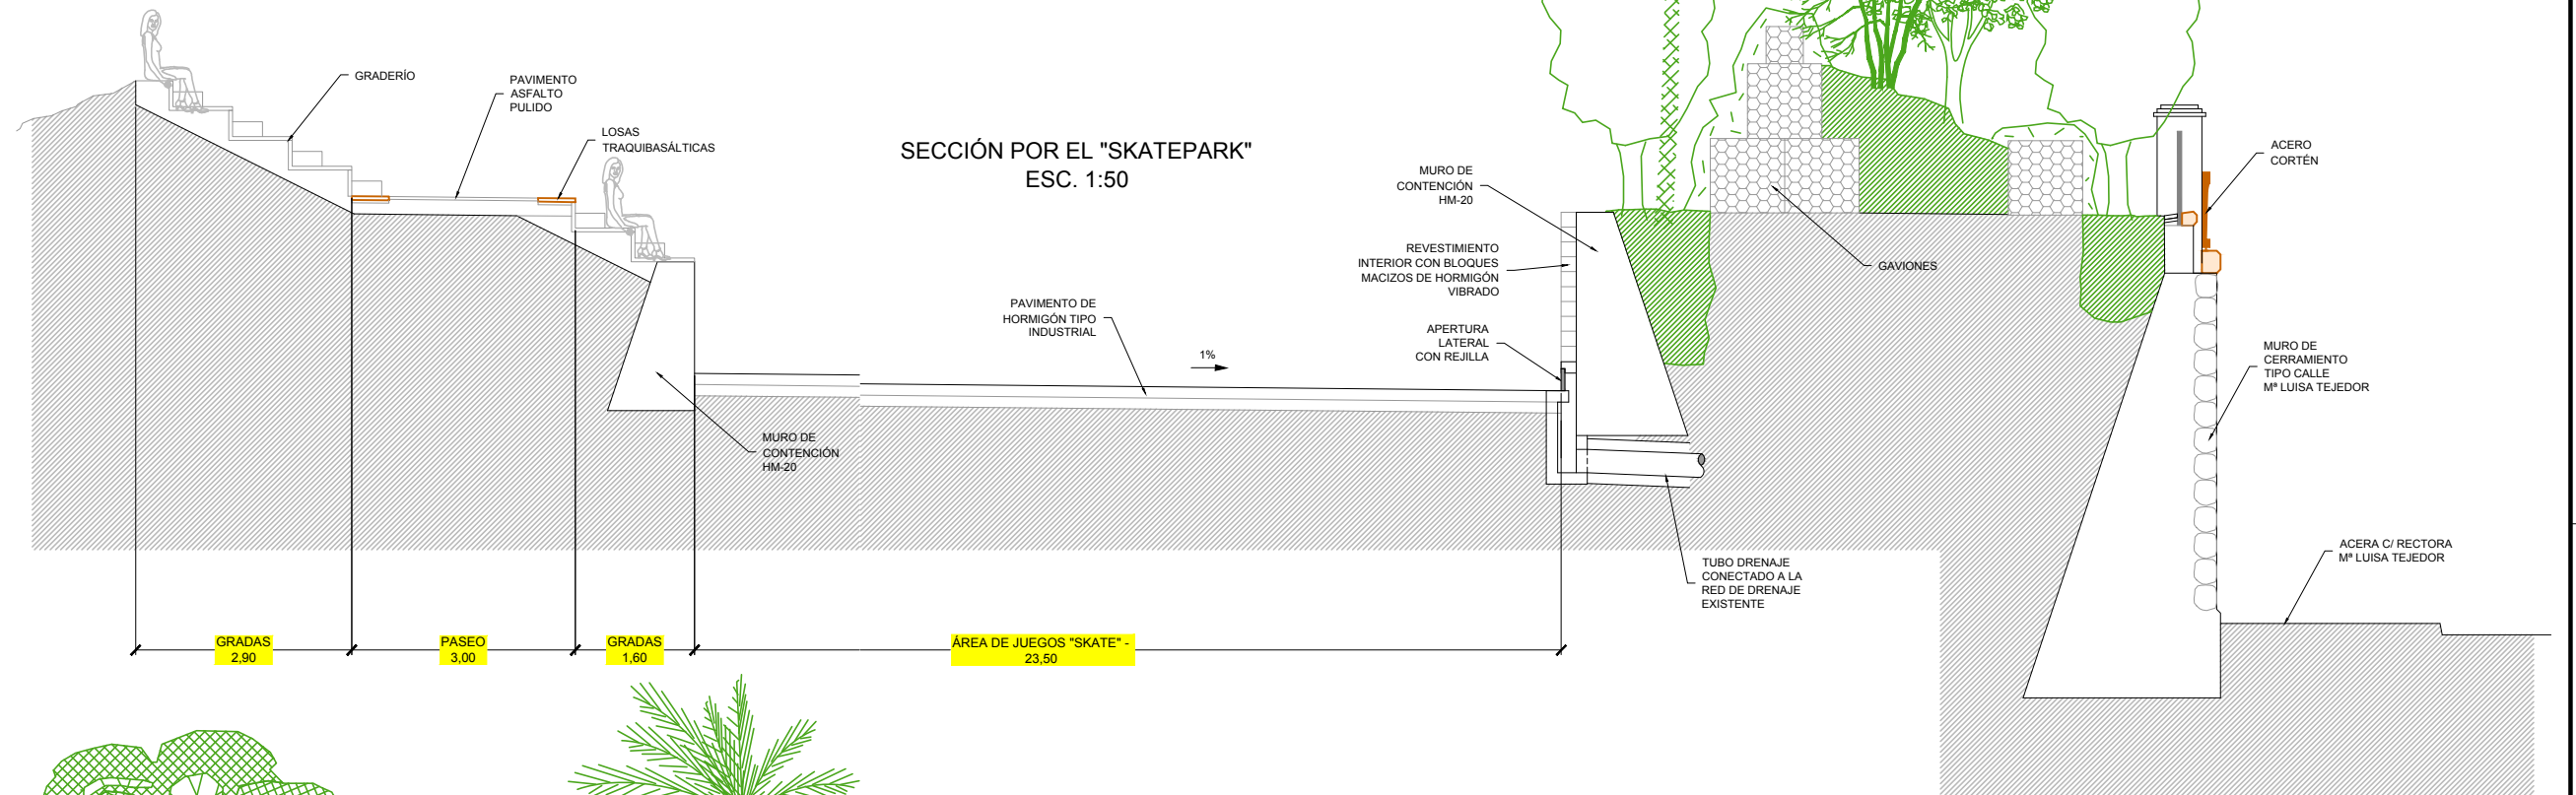 GRADERÍO
PAVIMENTO
ASFALTO
PULIDO
LOSAS
TRAQUIBASÁLTICAS
SECCIÓN POR EL "SKATEPARK"
ESC. 1:50
MURO DE
CONTENCIÓN
HM-20
ACERO
CORTÉN
REVESTIMIENTO
INTERIOR CON BLOQUES
MACIZOS DE HORMIGÓN
VIBRADO
GAVIONES
PAVIMENTO DE
HORMIGÓN TIPO
INDUSTRIAL
APERTURA
LATERAL
CON REJILLA
1%
MURO DE
CERRAMIENTO
TIPO CALLE
Mª LUISA TEJEDOR
MURO DE
CONTENCIÓN
HM-20
ACERA C/ RECTORA
Mª LUISA TEJEDOR
TUBO DRENAJE
CONECTADO A LA
RED DE DRENAJE
EXISTENTE
GRADAS
2,90
PASEO
3,00
GRADAS
1,60
ÁREA DE JUEGOS "SKATE" -
23,50